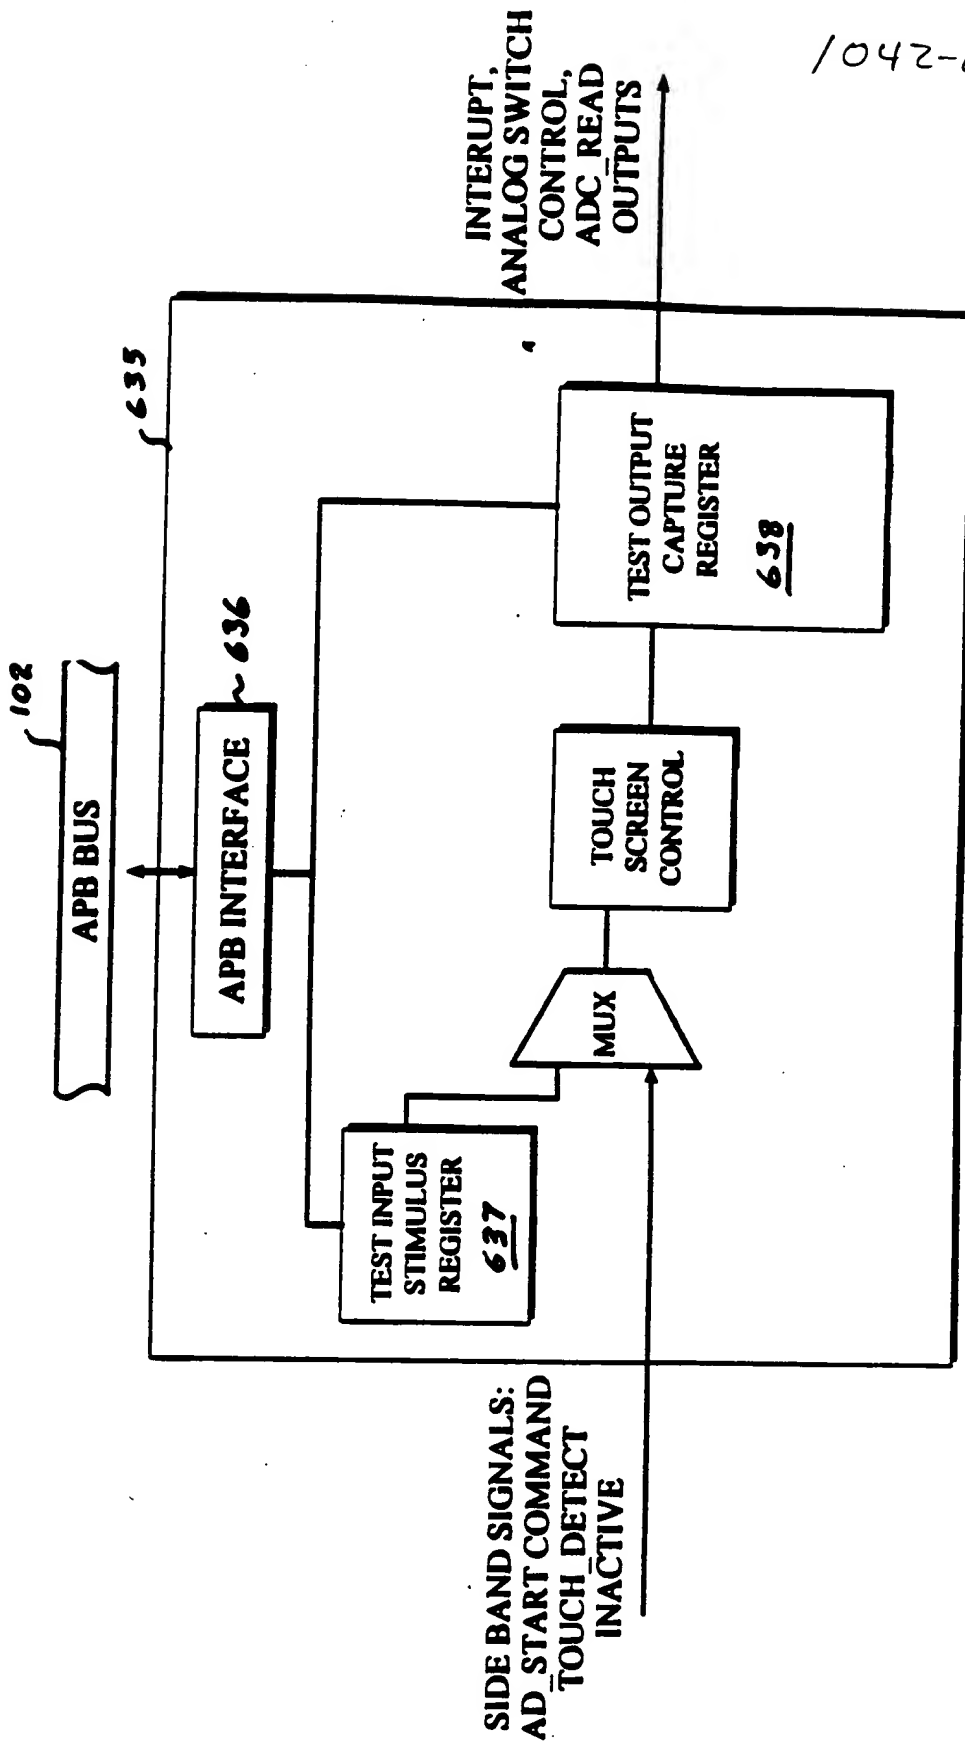 102
APB BUS
635
APB INTERFACE
636
INTERUPT,
ANALOG SWITCH
CONTROL,
ADC_READ
OUTPUTS
TEST INPUT
STIMULUS
REGISTER
637
MUX
TOUCH
SCREEN
CONTROL
TEST OUTPUT
CAPTURE
REGISTER
638
SIDE BAND SIGNALS:
AD_START COMMAND
TOUCH_DETECT
INACTIVE